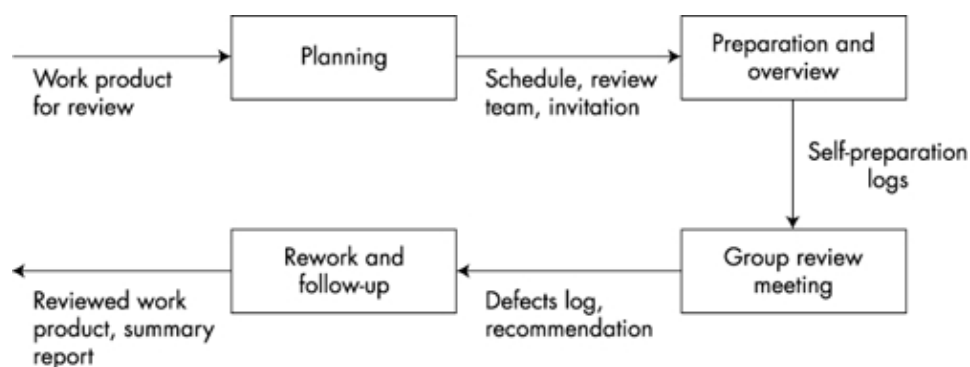 Work product
for review
Planning
Schedule, review
team, invitation
Preparation and
overview
Self-preparation
logs
Group review
meeting
Defects log,
recommendation
Rework and
follow-up
Reviewed work
product, summary
report